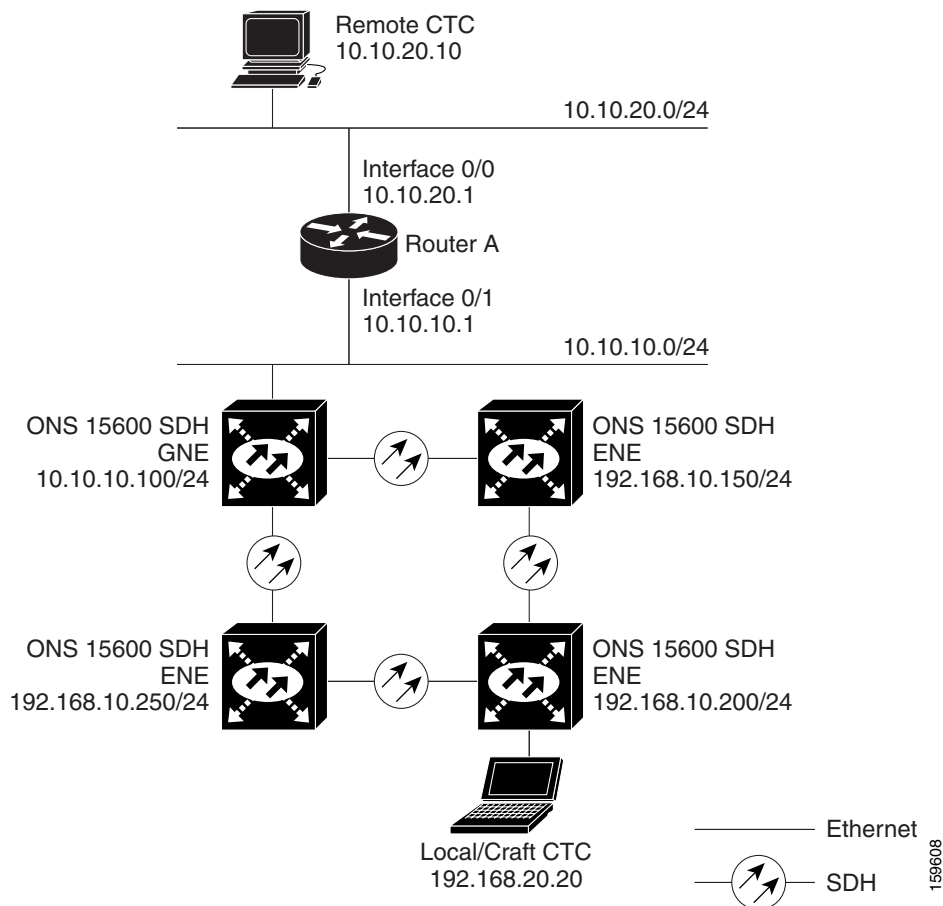 Remote CTC
10.10.20.10
10.10.20.0/24
Interface 0/0
10.10.20.1
Router A
Interface 0/1
10.10.10.1
10.10.10.0/24
ONS 15600 SDH
GNE
10.10.10.100/24
ONS 15600 SDH
ENE
192.168.10.150/24
ONS 15600 SDH
ENE
192.168.10.250/24
ONS 15600 SDH
ENE
192.168.10.200/24
Local/Craft CTC
192.168.20.20
Ethernet
SDH
159608